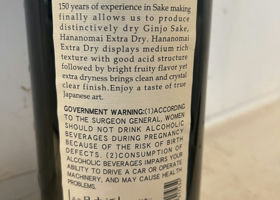 150 years of experience in Sake making
finally allows us to produce
distinctively dry Ginjo Sake,
Hananomai Extra Dry. Hananomai
Extra Dry displays medium rich
texture with good acid structure
followed by bright fruity flavor yet
extra dryness brings clean and crystal
clear finish.Enjoy a taste of true
Japanese art.
GOVERNMENT WARNING:(1)ACCORDING
TO THE SURGEON GENERAL, WOMEN
SHOULD NOT DRINK ALCOHOLIC
BEVERAGES DURING PREGNANCY
BECAUSE OF THE RISK OF BIRTH
DEFECTS. (2)CONSUMPTION OF
ALCOHOLIC BEVERAGES IMPAIRS YOUR
ABILITY TO DRIVE A CAR OR OPERATE
MACHINERY, AND MAY CAUSE HEALTH
PROBLEMS.